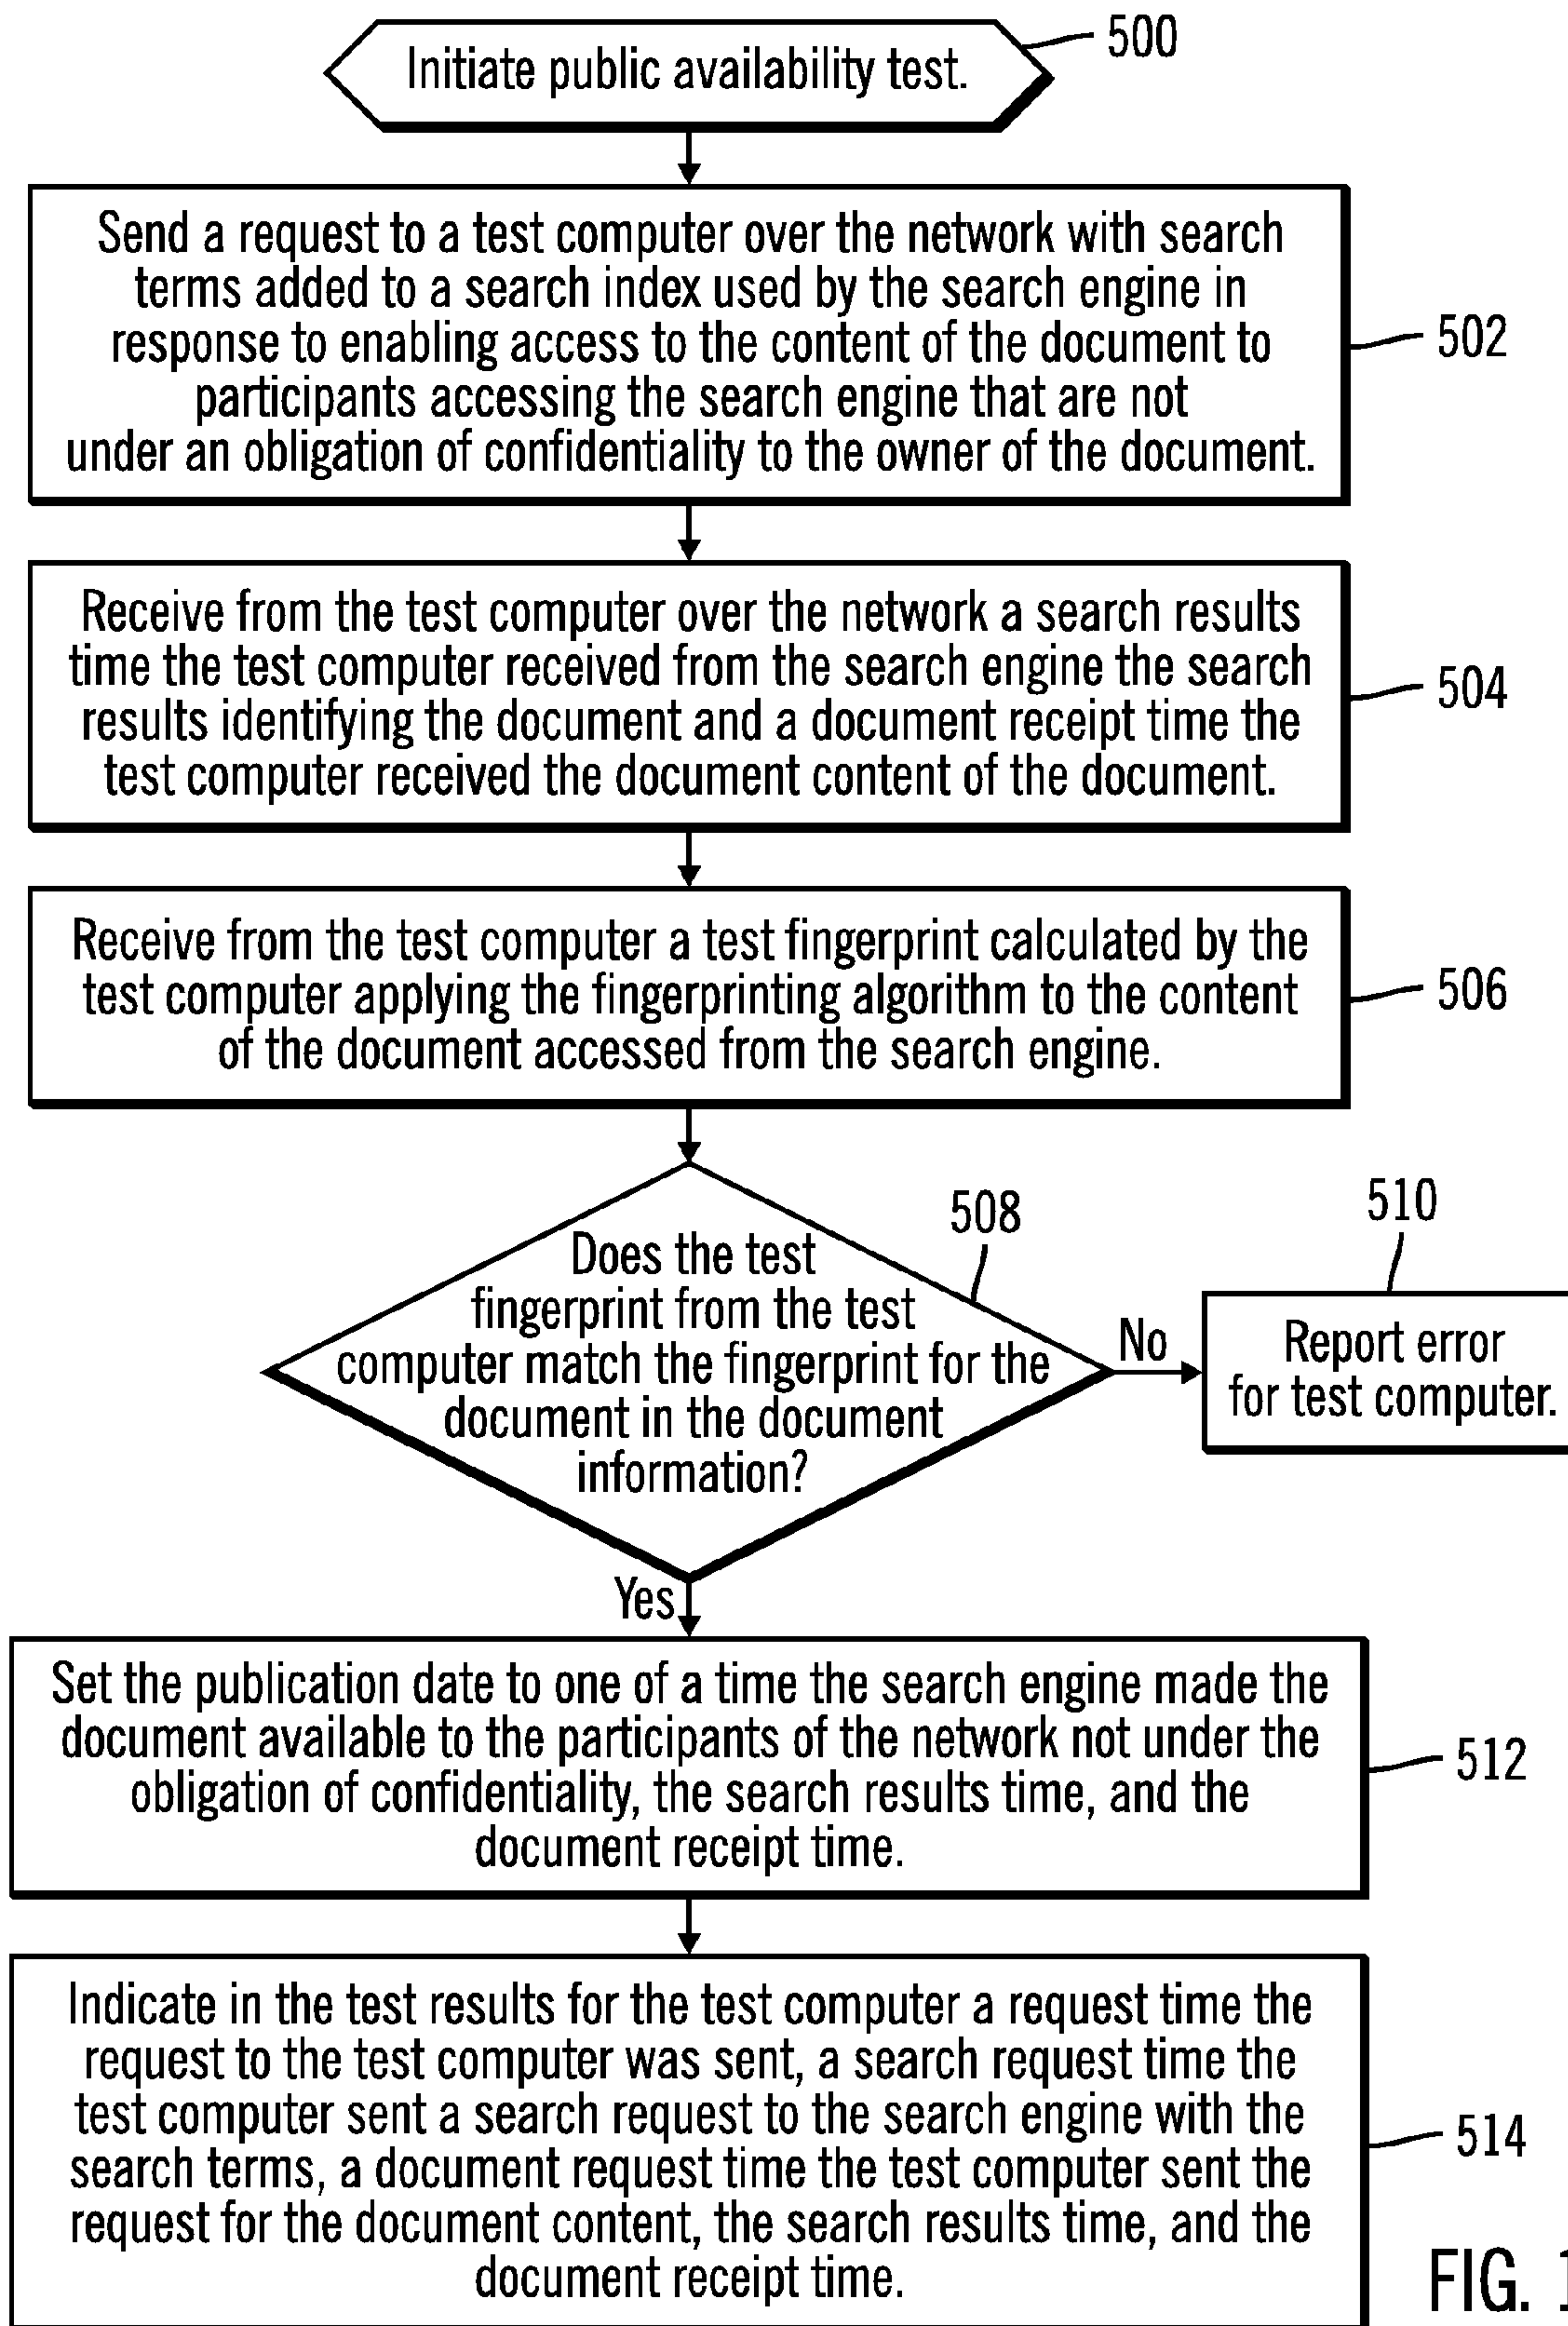 Initiate public availability test.
500
Send a request to a test computer over the network with search
terms added to a search index used by the search engine in
response to enabling access to the content of the document to
participants accessing the search engine that are not
under an obligation of confidentiality to the owner of the document.
502
Receive from the test computer over the network a search results
time the test computer received from the search engine the search
results identifying the document and a document receipt time the
test computer received the document content of the document.
504
Receive from the test computer a test fingerprint calculated by the
test computer applying the fingerprinting algorithm to the content
of the document accessed from the search engine.
506
Does the test
fingerprint from the test
computer match the fingerprint for the
document in the document
information?
508
No
510
Report error
for test computer.
Yes
Set the publication date to one of a time the search engine made the
document available to the participants of the network not under the
obligation of confidentiality, the search results time, and the
document receipt time.
512
Indicate in the test results for the test computer a request time the
request to the test computer was sent, a search request time the
test computer sent a search request to the search engine with the
search terms, a document request time the test computer sent the
request for the document content, the search results time, and the
document receipt time.
514
FIG.